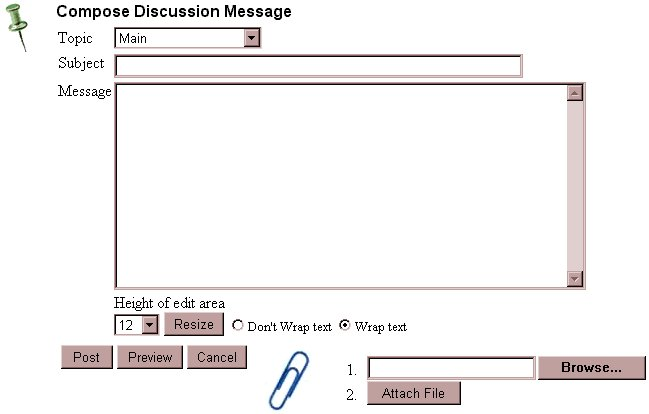 Compose Discussion Message
Topic Main
Subject
Message
Height of edit area
12 Resize Don't Wrap text Wrap text
Post Preview Cancel
1. Browse...
2. Attach File